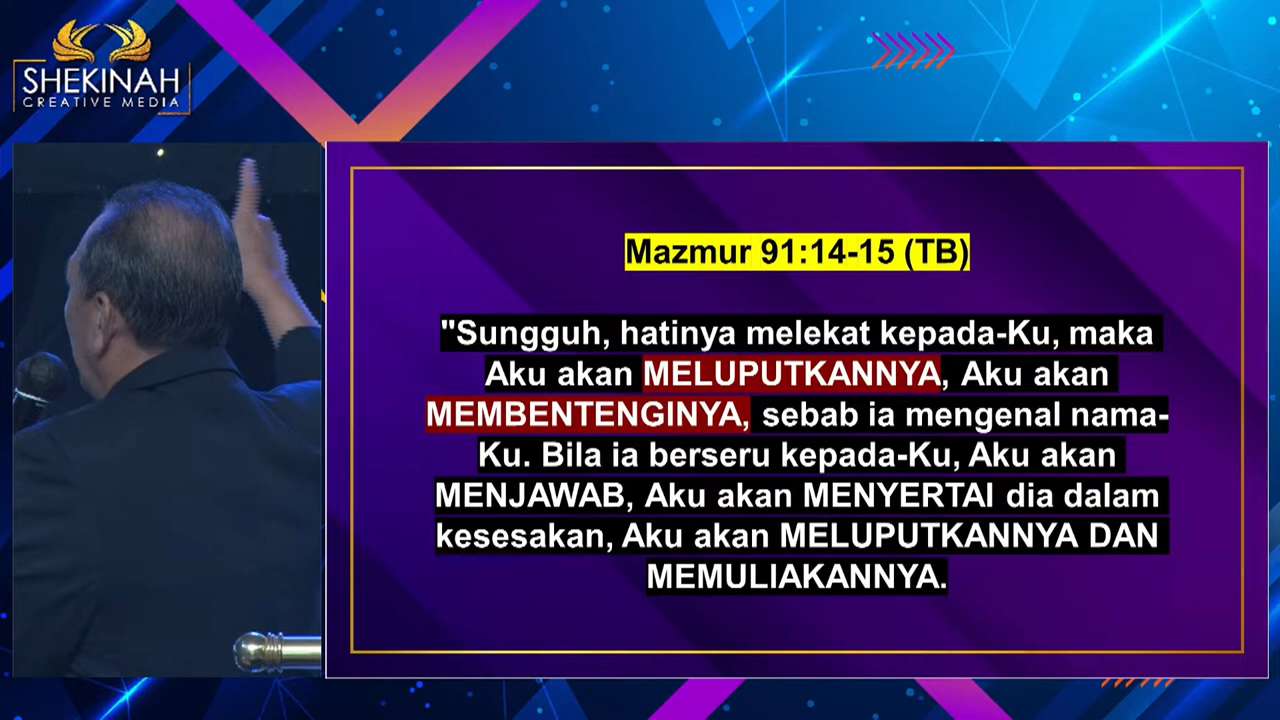 SHEKINAH
CREATIVE MEDIA
Mazmur 91:14-15 (TB)
"Sungguh, hatinya melekat kepada-Ku, maka
Aku akan MELUPUTKANNYA, Aku akan
MEMBENTENGINYA, sebab ia mengenal nama-
Ku. Bila ia berseru kepada-Ku, Aku akan
MENJAWAB, Aku akan MENYERTAI dia dalam
kesesakan, Aku akan MELUPUTKANNYA DAN
MEMULIAKANNYA.